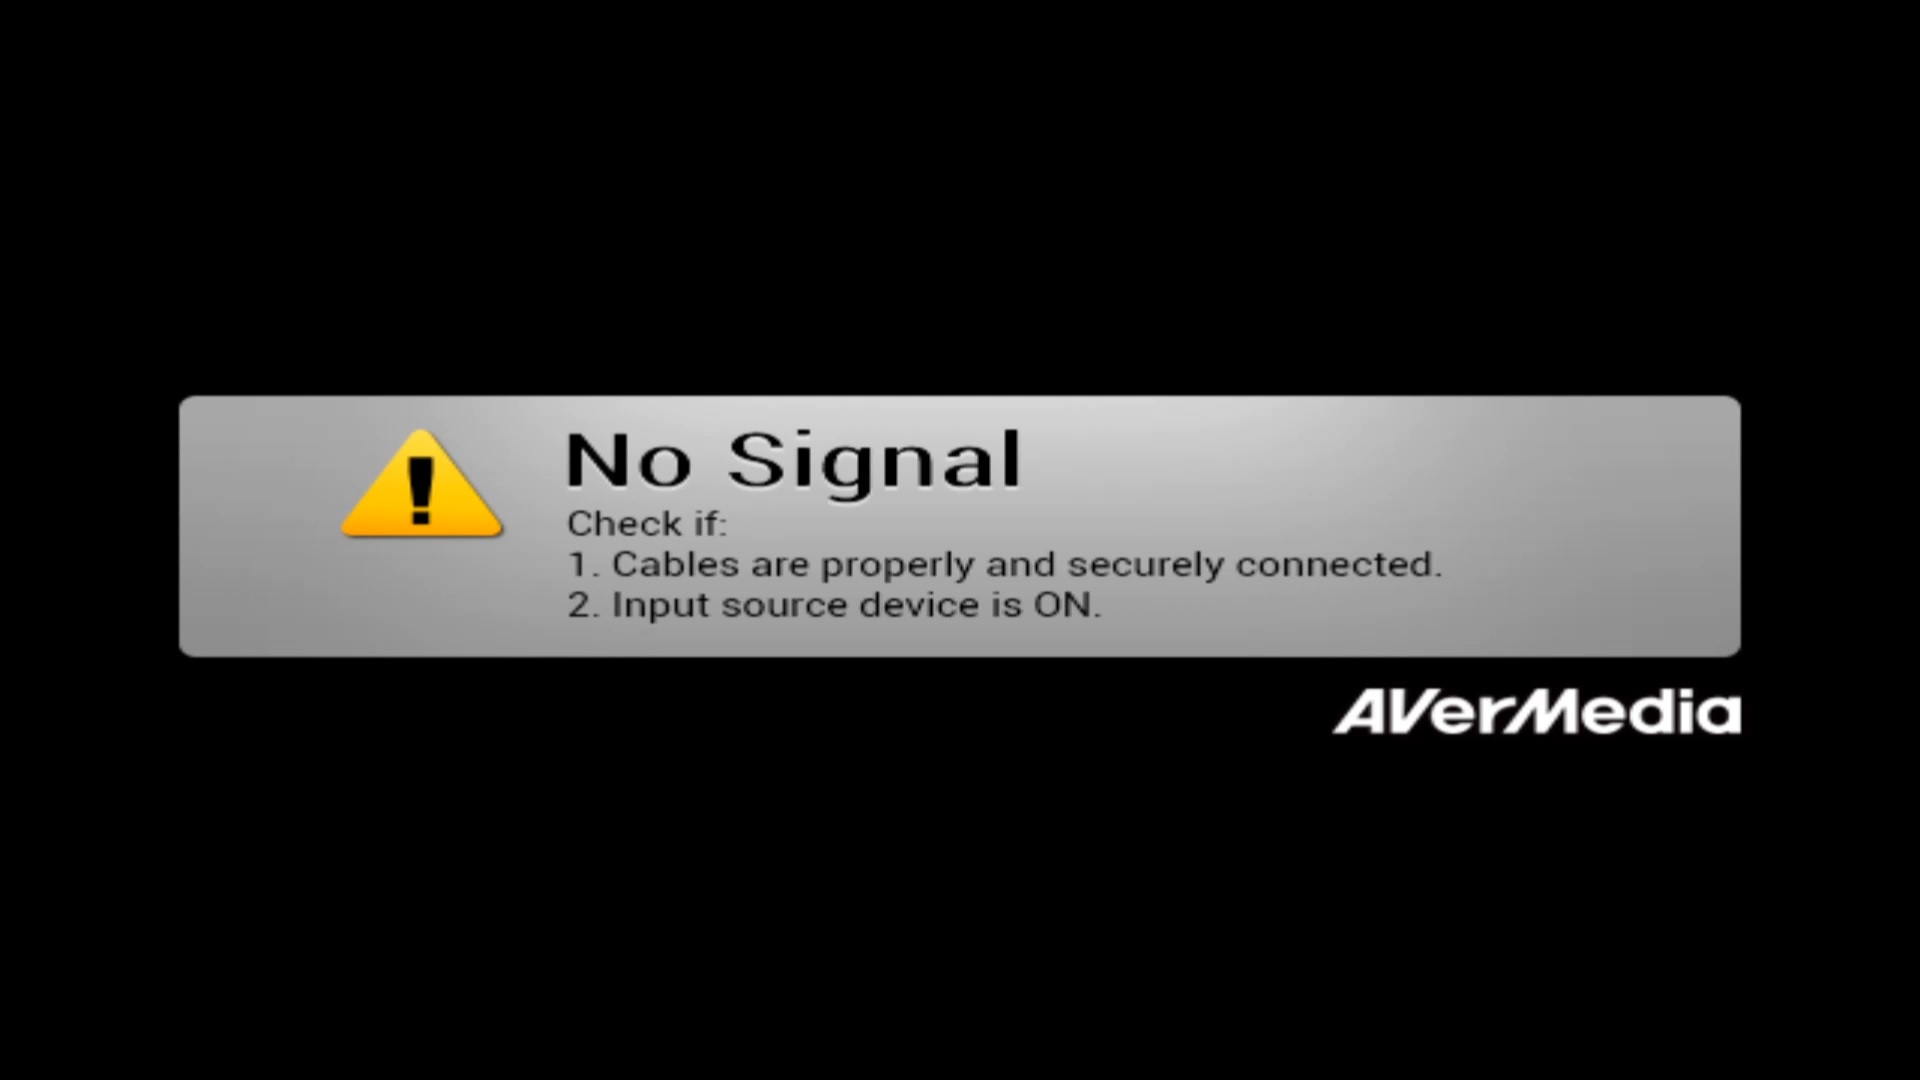 No Signal
Check if:
1. Cables are properly and securely connected.
2. Input source device is ON.
AVerMedia